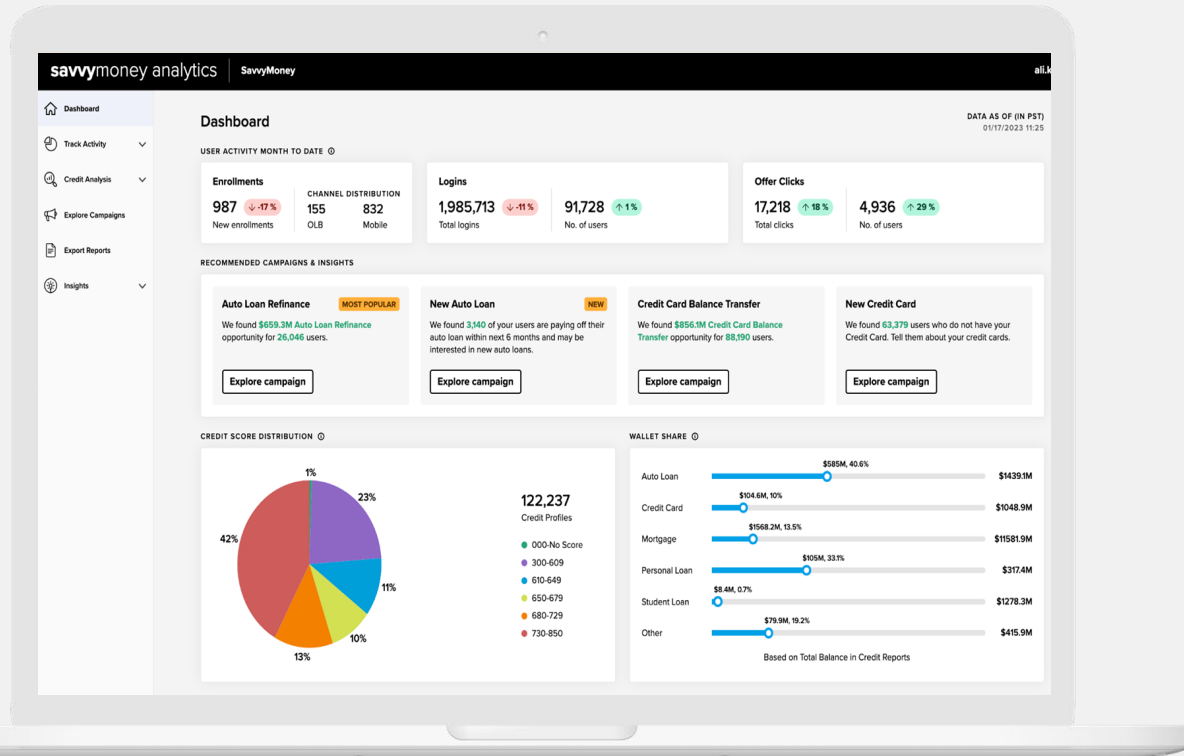 savvymoney analytics SavvyMoney ali.k
Dashboard
Track Activity
Credit Analysis
Explore Campaigns
Export Reports
Insights
Dashboard
DATA AS OF (IN PST)
01/17/2023 11:25
USER ACTIVITY MONTH TO DATE
Enrollments
987 -17 %
New enrollments
CHANNEL DISTRIBUTION
155 832
OLB Mobile
Logins
1,985,713 -11 % 91,728 1 %
Total logins No. of users
Offer Clicks
17,218 18 % 4,936 29 %
Total clicks No. of users
RECOMMENDED CAMPAIGNS & INSIGHTS
Auto Loan Refinance MOST POPULAR
We found $659.3M Auto Loan Refinance
opportunity for 26,046 users.
Explore campaign
New Auto Loan NEW
We found 3,140 of your users are paying off their
auto loan within next 6 months and may be
interested in new auto loans.
Explore campaign
Credit Card Balance Transfer
We found $856.1M Credit Card Balance
Transfer opportunity for 88,190 users.
Explore campaign
New Credit Card
We found 63,379 users who do not have your
Credit Card. Tell them about your credit cards.
Explore campaign
CREDIT SCORE DISTRIBUTION
1%
23%
42%
11%
10%
13%
122,237
Credit Profiles
000-No Score
300-609
610-649
650-679
680-729
730-850
WALLET SHARE
$585M, 40.6%
Auto Loan $1439.1M
$104.6M, 10%
Credit Card $1048.9M
$1568.2M, 13.5%
Mortgage $11581.9M
$105M, 33.1%
Personal Loan $317.4M
$8.4M, 0.7%
Student Loan $1278.3M
$79.9M, 19.2%
Other $415.9M
Based on Total Balance in Credit Reports